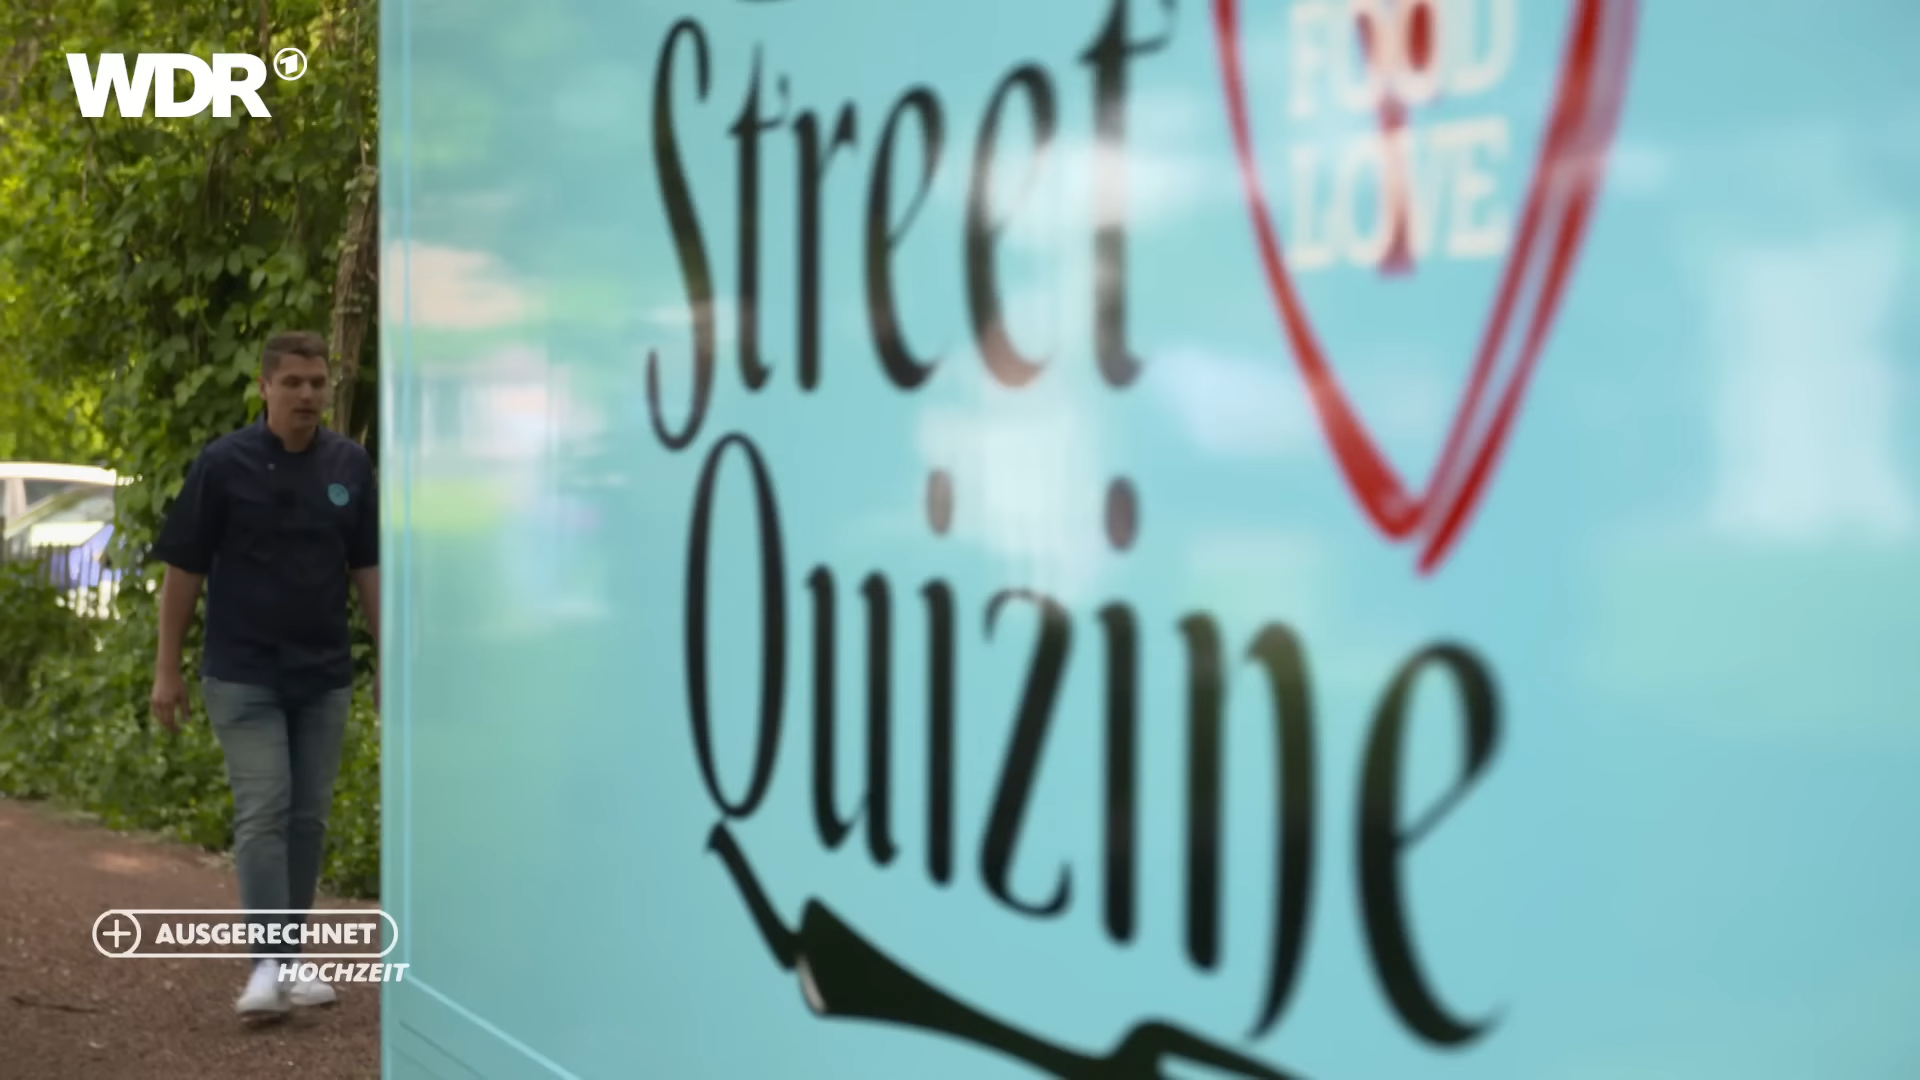 WDR
Street
Quizine
FOOD
LOVE
AUSGERECHNET
HOCHZEIT